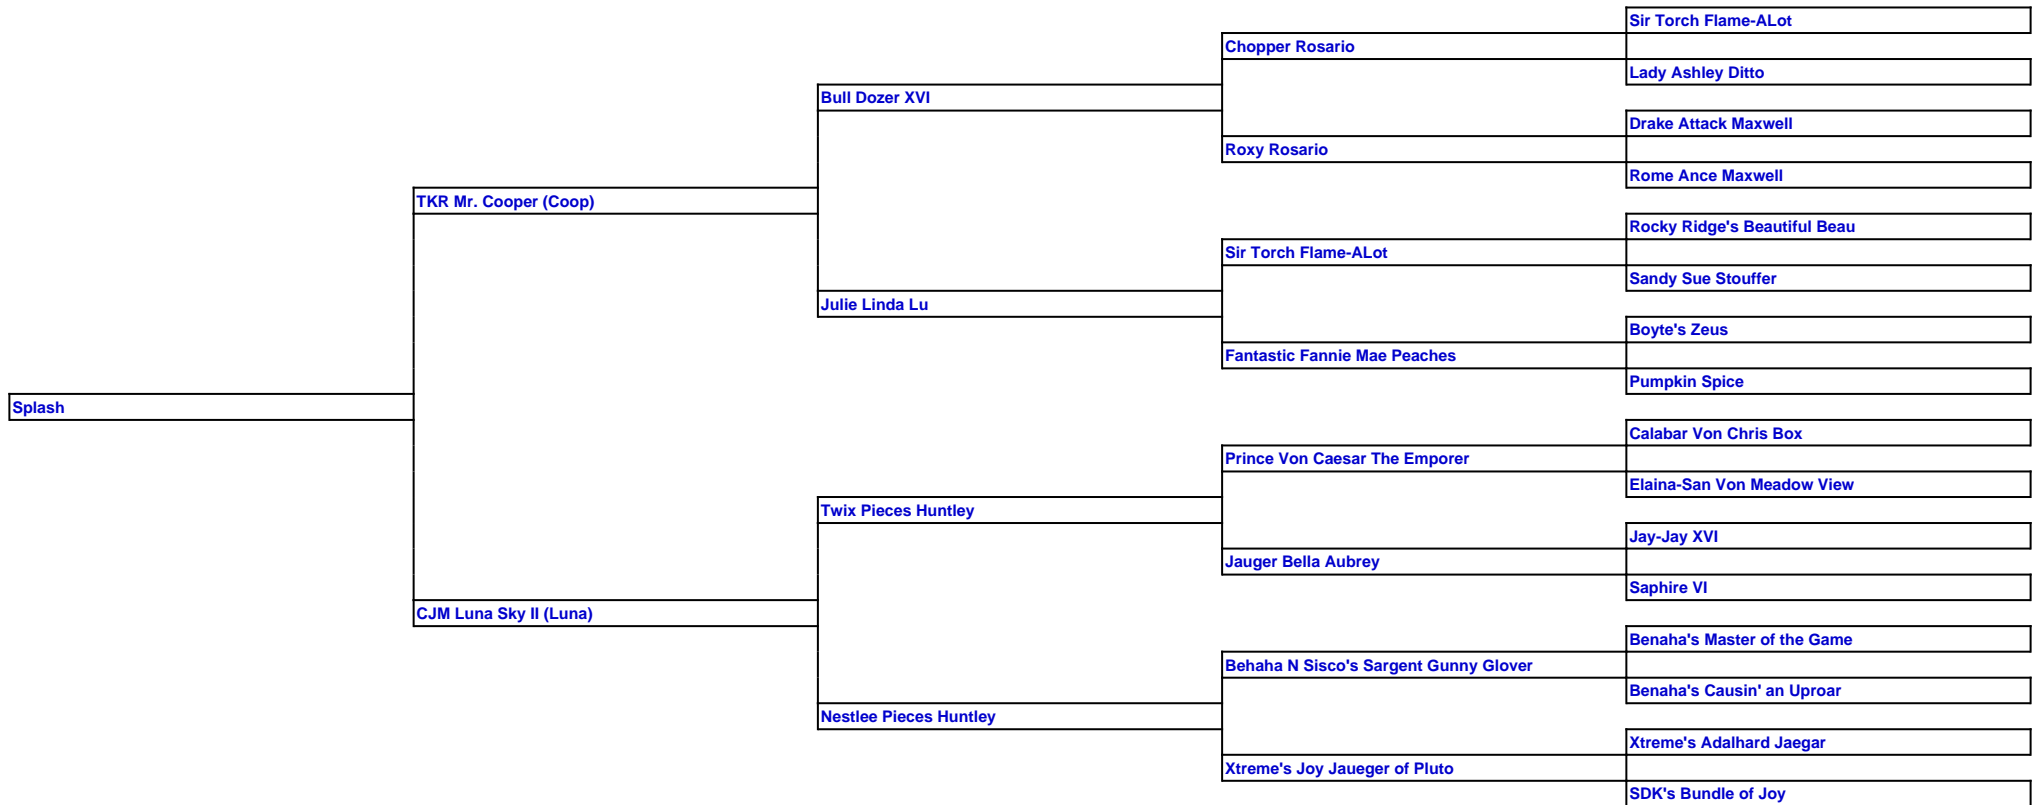 Sir Torch Flame-ALot
Chopper Rosario
Lady Ashley Ditto
Bull Dozer XVI
Drake Attack Maxwell
Roxy Rosario
Rome Ance Maxwell
TKR Mr. Cooper (Coop)
Rocky Ridge's Beautiful Beau
Sir Torch Flame-ALot
Sandy Sue Stouffer
Julie Linda Lu
Boyte's Zeus
Fantastic Fannie Mae Peaches
Pumpkin Spice
Splash
Calabar Von Chris Box
Prince Von Caesar The Emporer
Elaina-San Von Meadow View
Twix Pieces Huntley
Jay-Jay XVI
Jauger Bella Aubrey
Saphire VI
CJM Luna Sky II (Luna)
Benaha's Master of the Game
Behaha N Sisco's Sargent Gunny Glover
Benaha's Causin' an Uproar
Nestlee Pieces Huntley
Xtreme's Adalhard Jaegar
Xtreme's Joy Jaueger of Pluto
SDK's Bundle of Joy